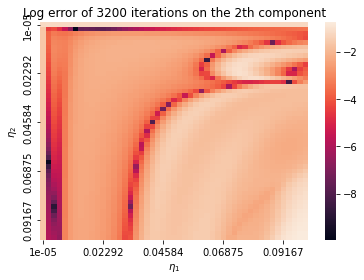 Log error of 3200 iterations on the 2th component
1e-05
0.02292
0.04584
0.06875
0.09167
η₂
1e-05 0.02292 0.04584 0.06875 0.09167
η₁
−2
−4
−6
−8